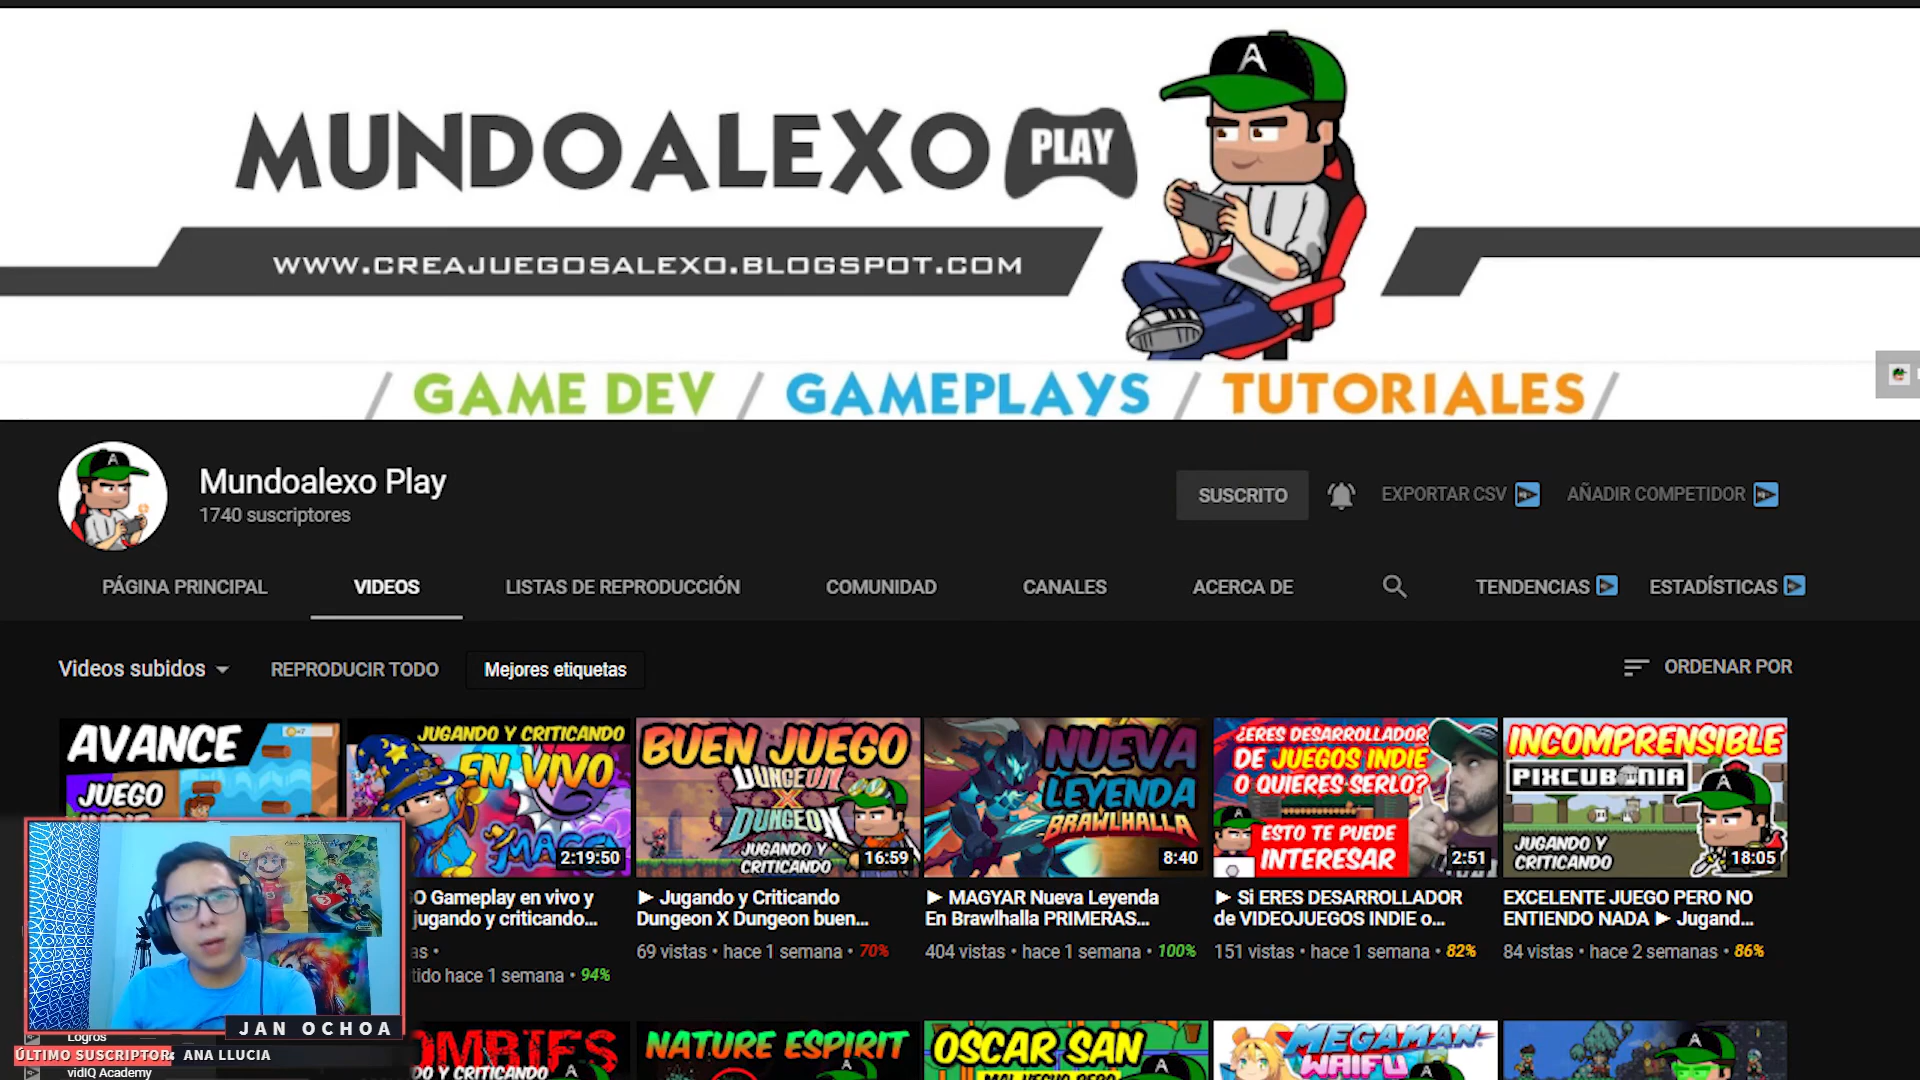 MUNDOALEXO PLAY
A
WWW.CREAJUEGOSALEXO.BLOGSPOT.COM
/ GAME DEV / GAMEPLAYS / TUTORIALES /
Mundoalexo Play
1740 suscriptores
SUSCRITO
EXPORTAR CSV
AÑADIR COMPETIDOR
PÁGINA PRINCIPAL
VIDEOS
LISTAS DE REPRODUCCIÓN
COMUNIDAD
CANALES
ACERCA DE
TENDENCIAS
ESTADÍSTICAS
Videos subidos
REPRODUCIR TODO
Mejores etiquetas
ORDENAR POR
AVANCE
JUEGO
JUGANDO Y CRITICANDO
EN VIVO
2:19:50
BUEN JUEGO
DUNGEON
X
DUNGEON
JUGANDO Y
CRITICANDO
16:59
NUEVA
LEYENDA
BRAWLHALLA
8:40
¿ERES DESARROLLADOR
DE JUEGOS INDIE
O QUIERES SERLO?
ESTO TE PUEDE
INTERESAR
2:51
INCOMPRENSIBLE
PIXCUBONIA
JUGANDO Y
CRITICANDO
18:05
GO Gameplay en vivo y
jugando y criticando...
as •
tido hace 1 semana • 94%
► Jugando y Criticando
Dungeon X Dungeon buen...
69 vistas • hace 1 semana • 70%
► MAGYAR Nueva Leyenda
En Brawlhalla PRIMERAS...
404 vistas • hace 1 semana • 100%
► Si ERES DESARROLLADOR
de VIDEOJUEGOS INDIE o...
151 vistas • hace 1 semana • 82%
EXCELENTE JUEGO PERO NO
ENTIENDO NADA ► Jugand...
84 vistas • hace 2 semanas • 86%
JAN OCHOA
Logros
ÚLTIMO SUSCRIPTOR: ANA LLUCIA
vidIQ Academy
OMBIES
DO Y CRITICANDO
NATURE ESPIRIT
OSCAR SAN
MEGAMAN
WAIFU